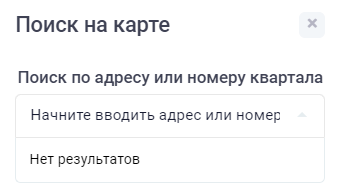 Поиск на карте
Поиск по адресу или номеру квартала
Начните вводить адрес или номер
Нет результатов